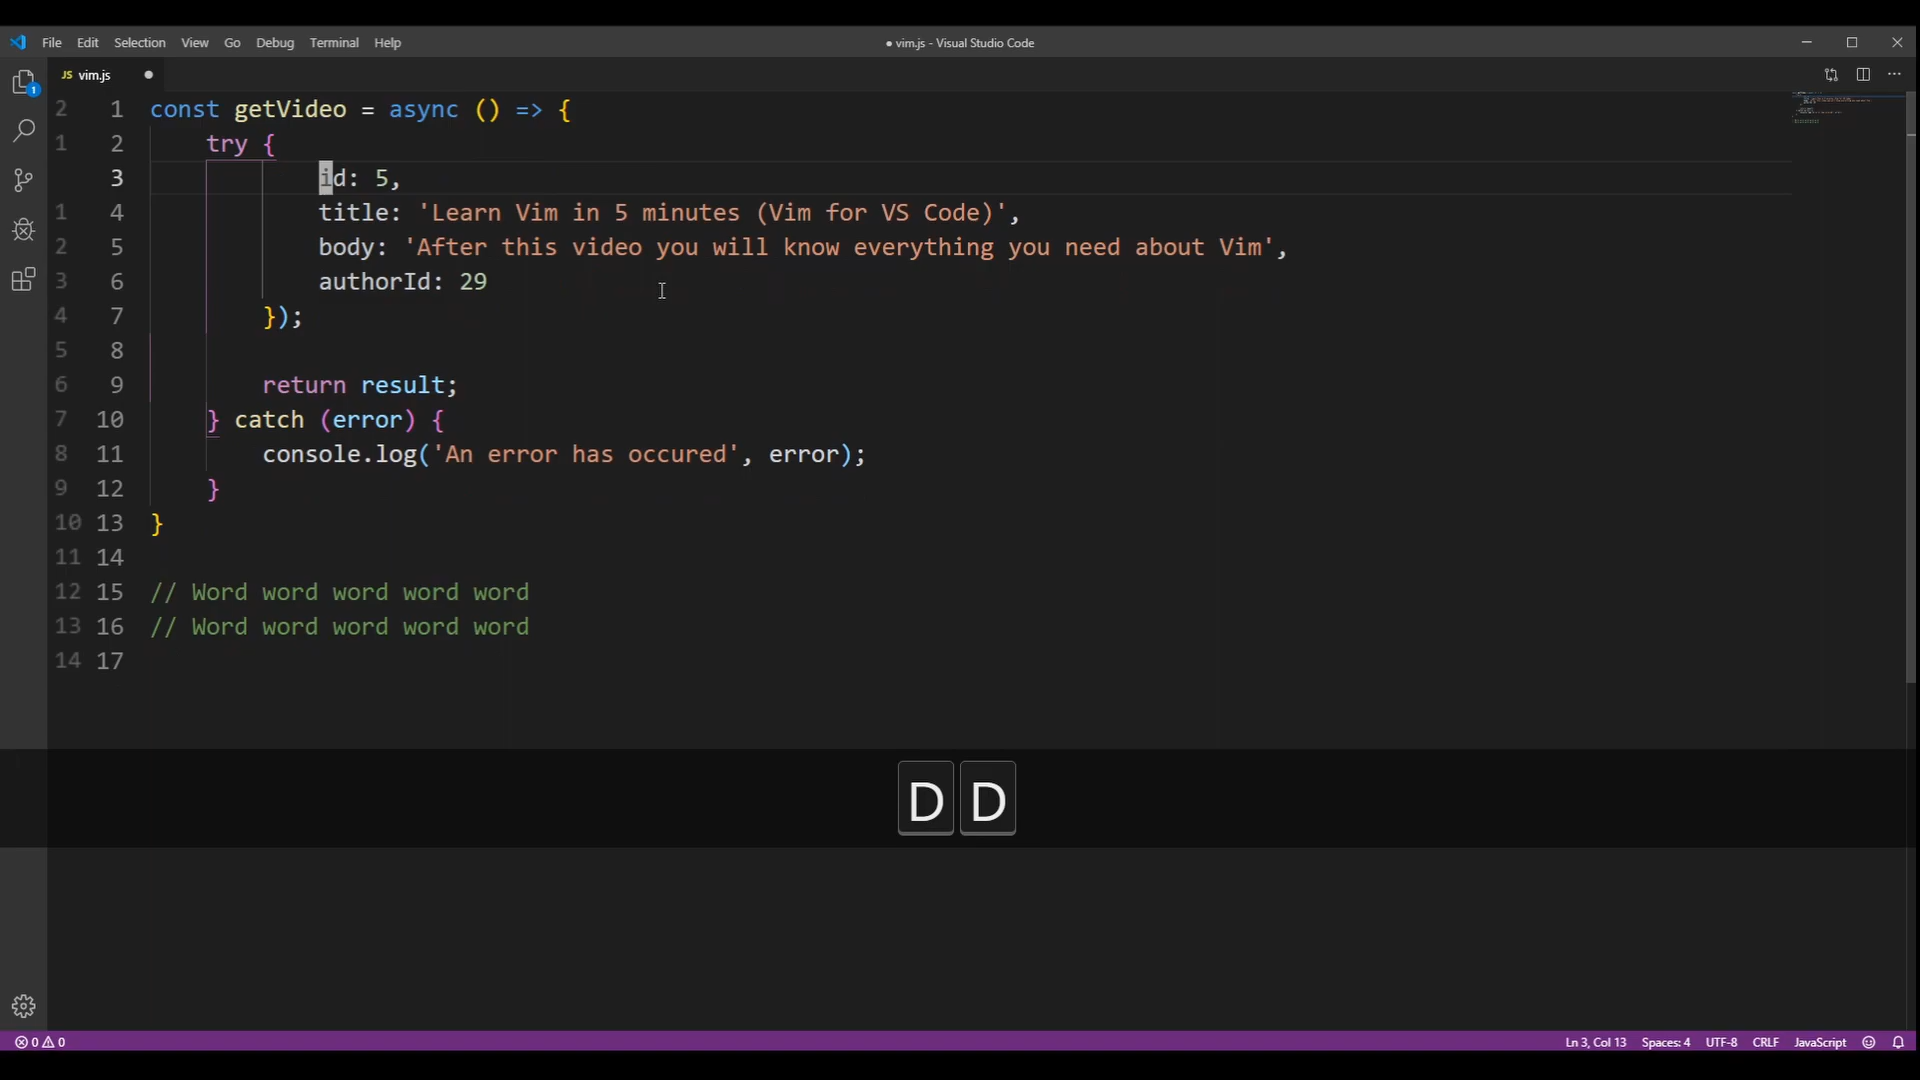 File Edit Selection View Go Debug Terminal Help
● vim.js - Visual Studio Code
JS vim.js ●
1
2 1 const getVideo = async () => {
1 2 try {
3 id: 5,
1 4 title: 'Learn Vim in 5 minutes (Vim for VS Code)',
2 5 body: 'After this video you will know everything you need about Vim',
3 6 authorId: 29
4 7 });
5 8
6 9 return result;
7 10 } catch (error) {
8 11 console.log('An error has occured', error);
9 12 }
10 13 }
11 14
12 15 // Word word word word word
13 16 // Word word word word word
14 17
D D
0 0
Ln 3, Col 13 Spaces: 4 UTF-8 CRLF JavaScript